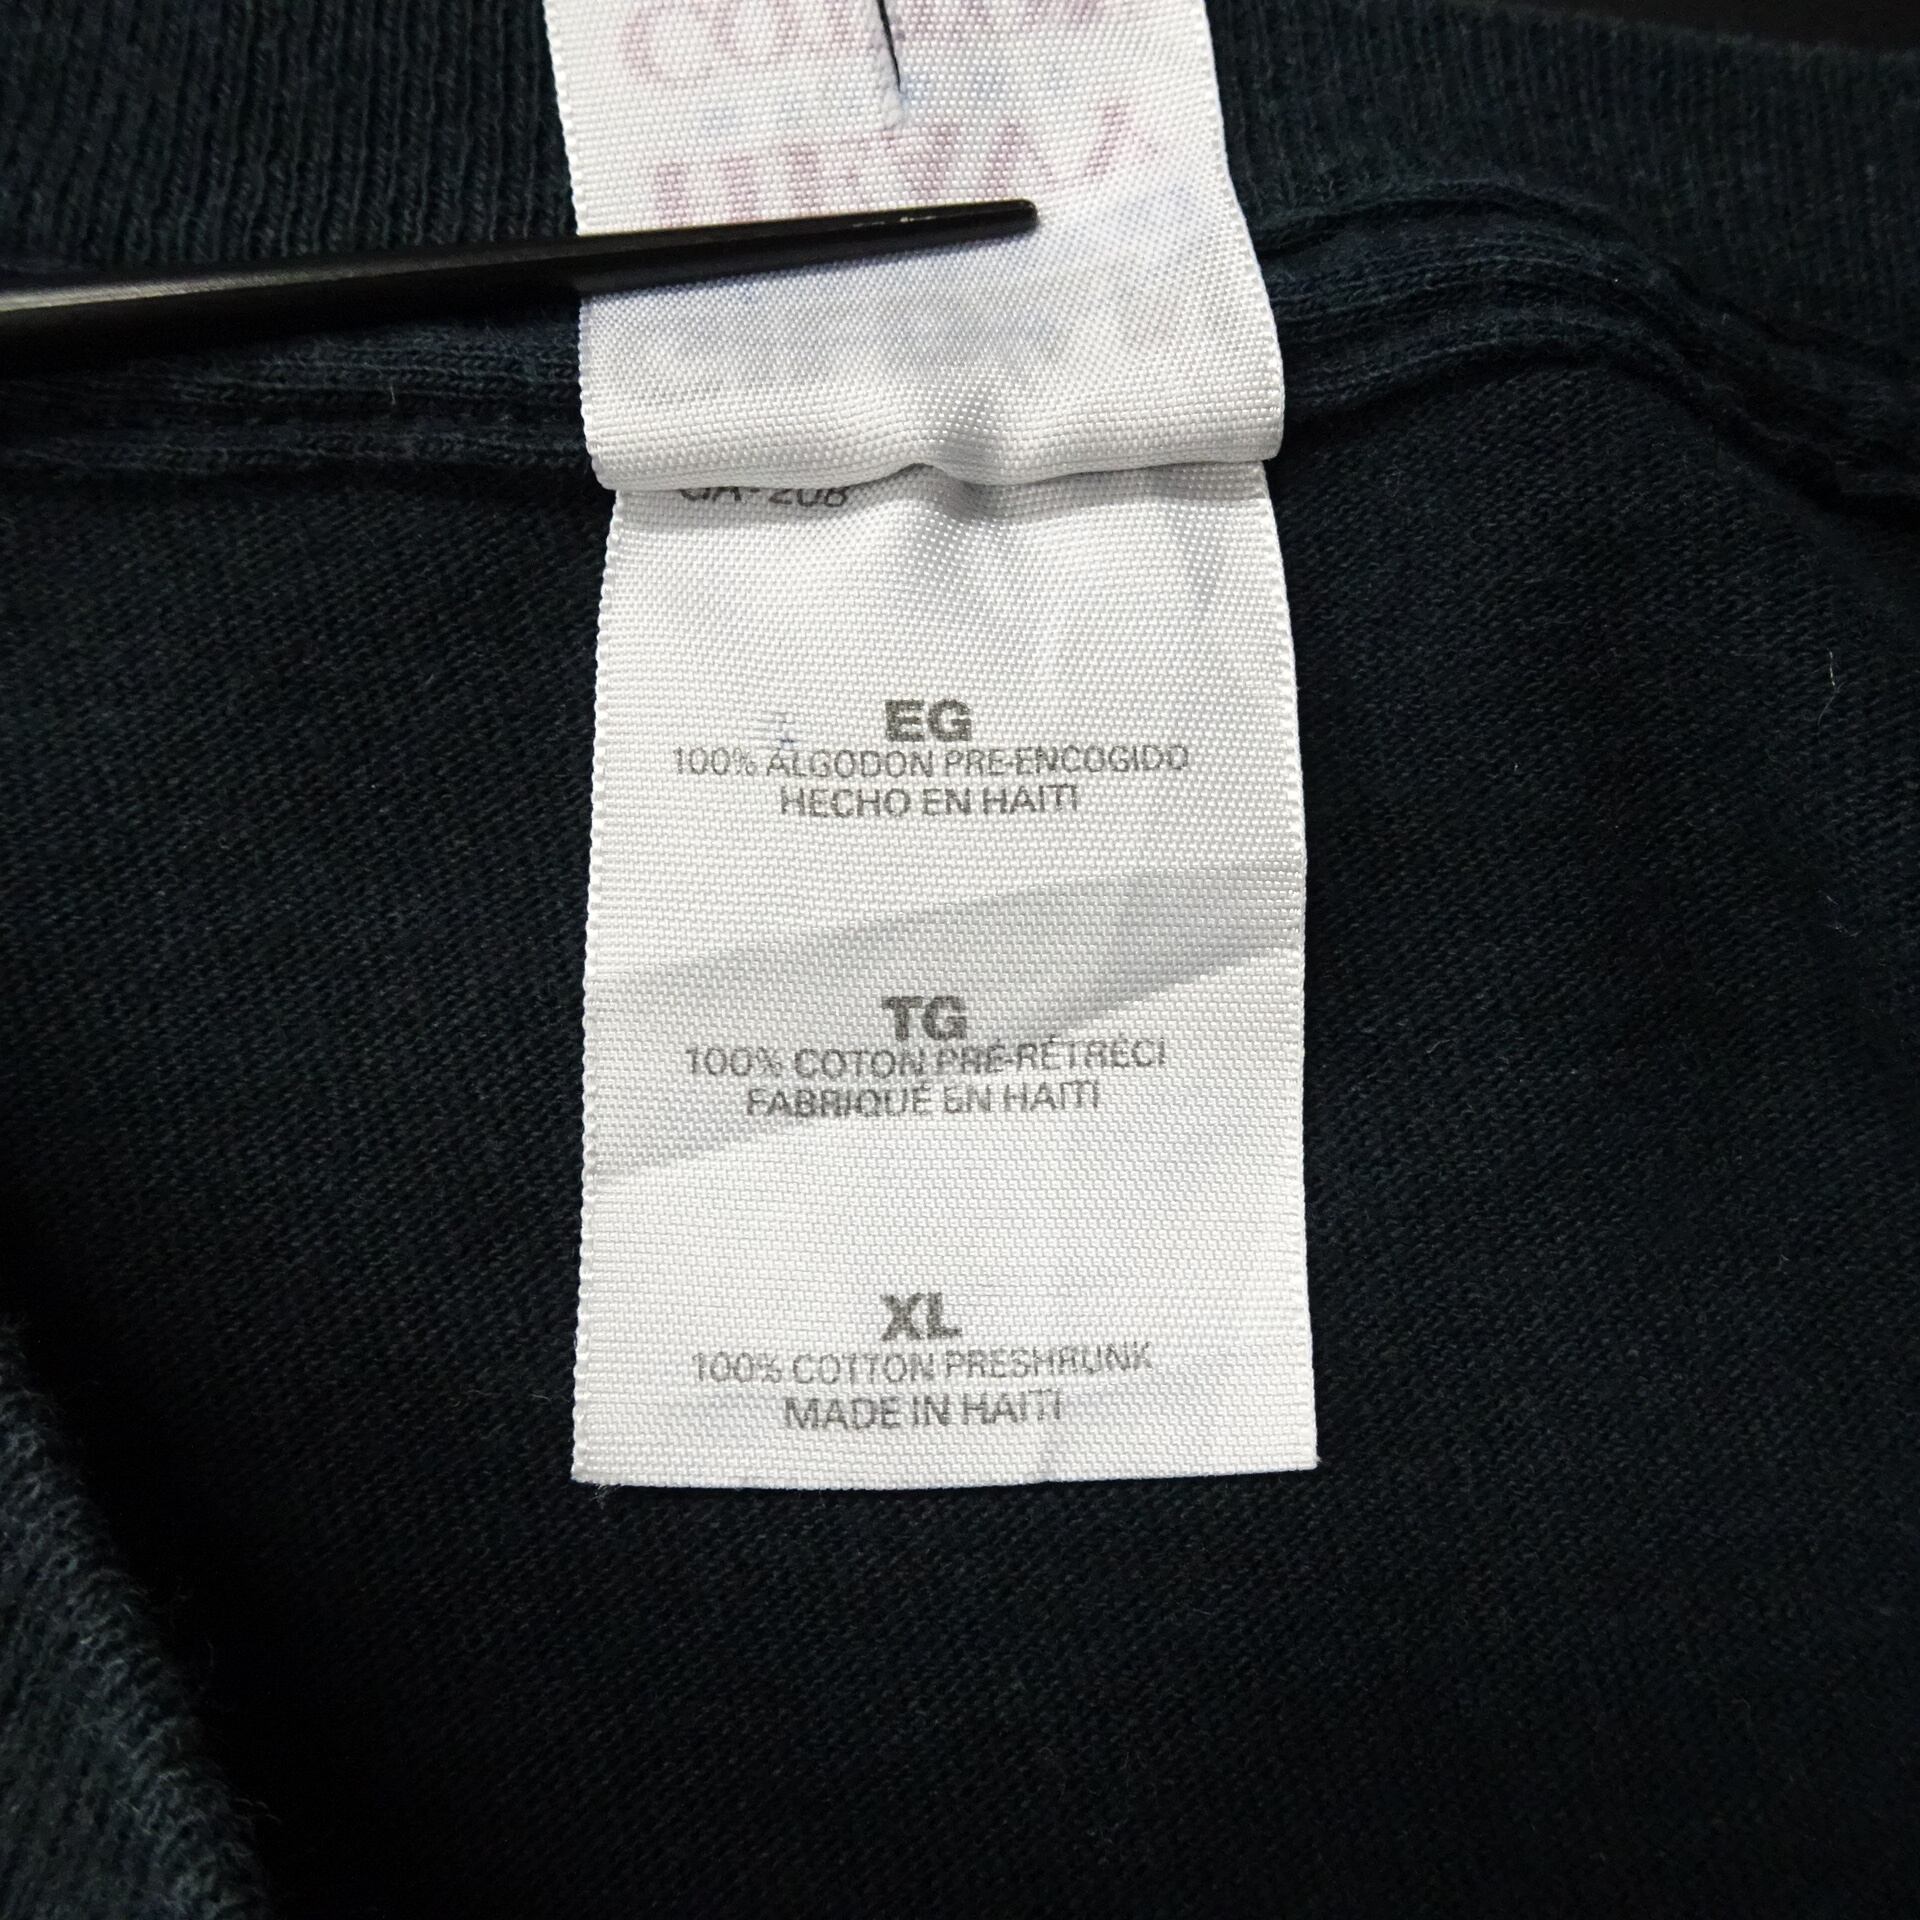 EG
100% ALGODON PRE-ENCOGIDO
HECHO EN HAITI
TG
100% COTON PRÉ-RÉTRÉCI
FABRIQUÉ EN HAITI
XL
100% COTTON PRESHRUNK
MADE IN HAITI